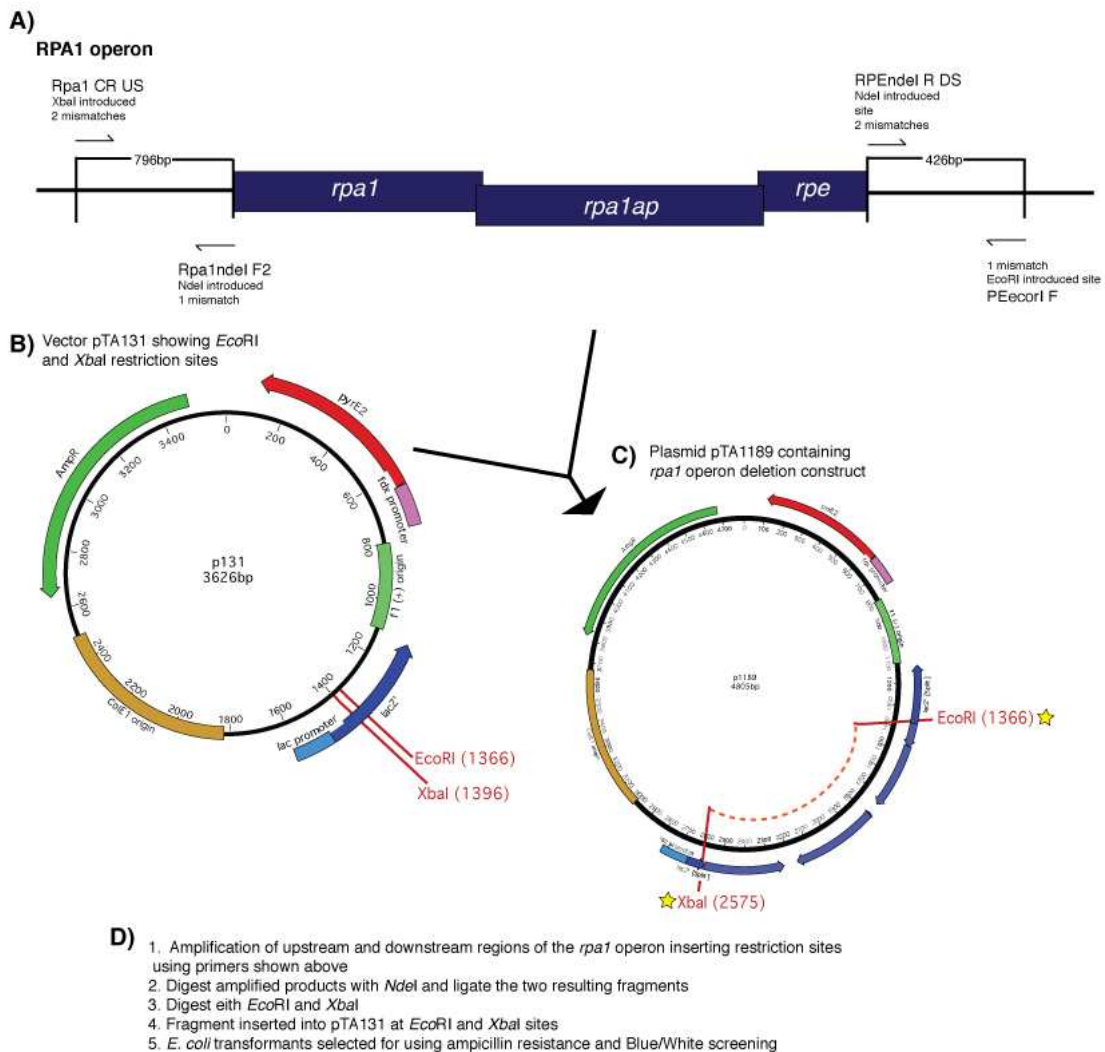 A)
RPA1 operon
Rpa1 CR US
XbaI introduced
2 mismatches
RPEndeI R DS
NdeI introduced
site
2 mismatches
796bp
426bp
rpa1
rpa1ap
rpe
Rpa1ndeI F2
NdeI introduced
1 mismatch
1 mismatch
EcoRI introduced site
PEecorI F
B) Vector pTA131 showing EcoRI
and XbaI restriction sites
AmpR
pyrE2
fdx promoter
f1 (+) origin
lacZ'
lac promoter
ColE1 origin
0
200
400
600
800
1000
1200
1400
1600
1800
2000
2200
2400
2600
2800
3000
3200
3400
p131
3626bp
EcoRI (1366)
XbaI (1396)
C) Plasmid pTA1189 containing
rpa1 operon deletion construct
AmpR
4805bp
EcoRI (1366)
XbaI (2575)
D) 1. Amplification of upstream and downstream regions of the rpa1 operon inserting restriction sites
using primers shown above
2. Digest amplified products with NdeI and ligate the two resulting fragments
3. Digest eith EcoRI and XbaI
4. Fragment inserted into pTA131 at EcoRI and XbaI sites
5. E. coli transformants selected for using ampicillin resistance and Blue/White screening